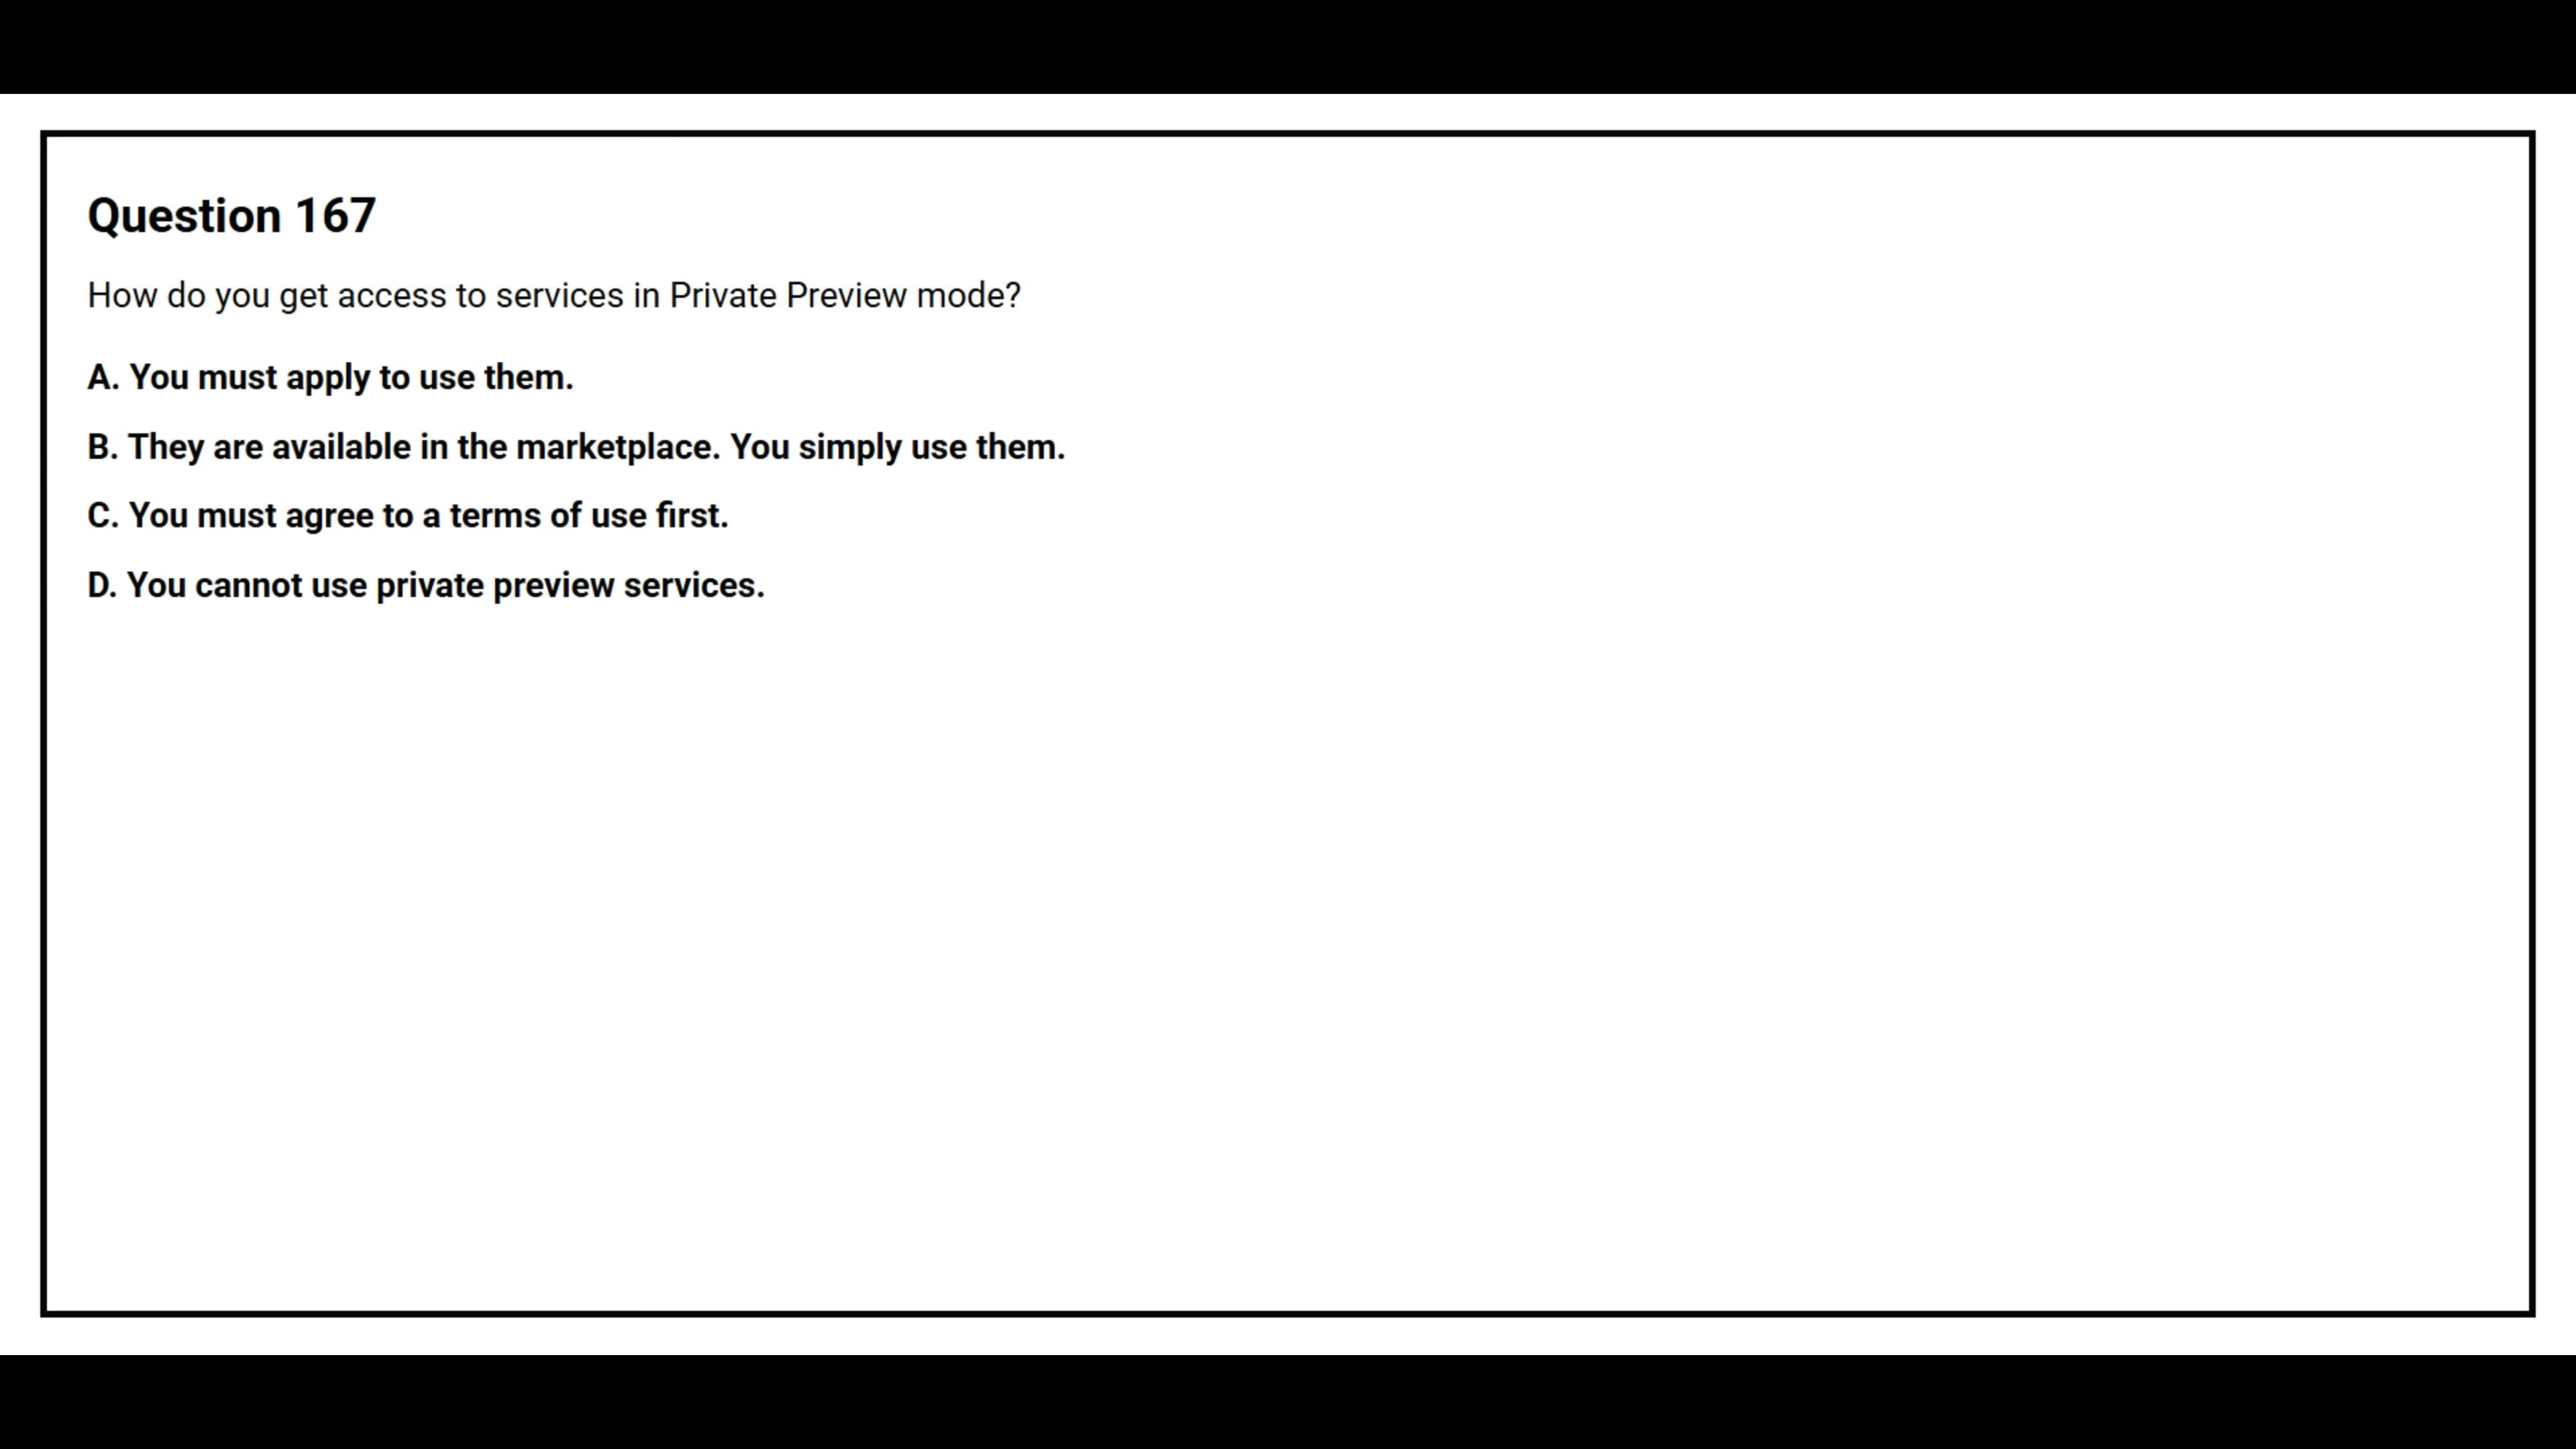 Question 167
How do you get access to services in Private Preview mode?
A. You must apply to use them.
B. They are available in the marketplace. You simply use them.
C. You must agree to a terms of use first.
D. You cannot use private preview services.